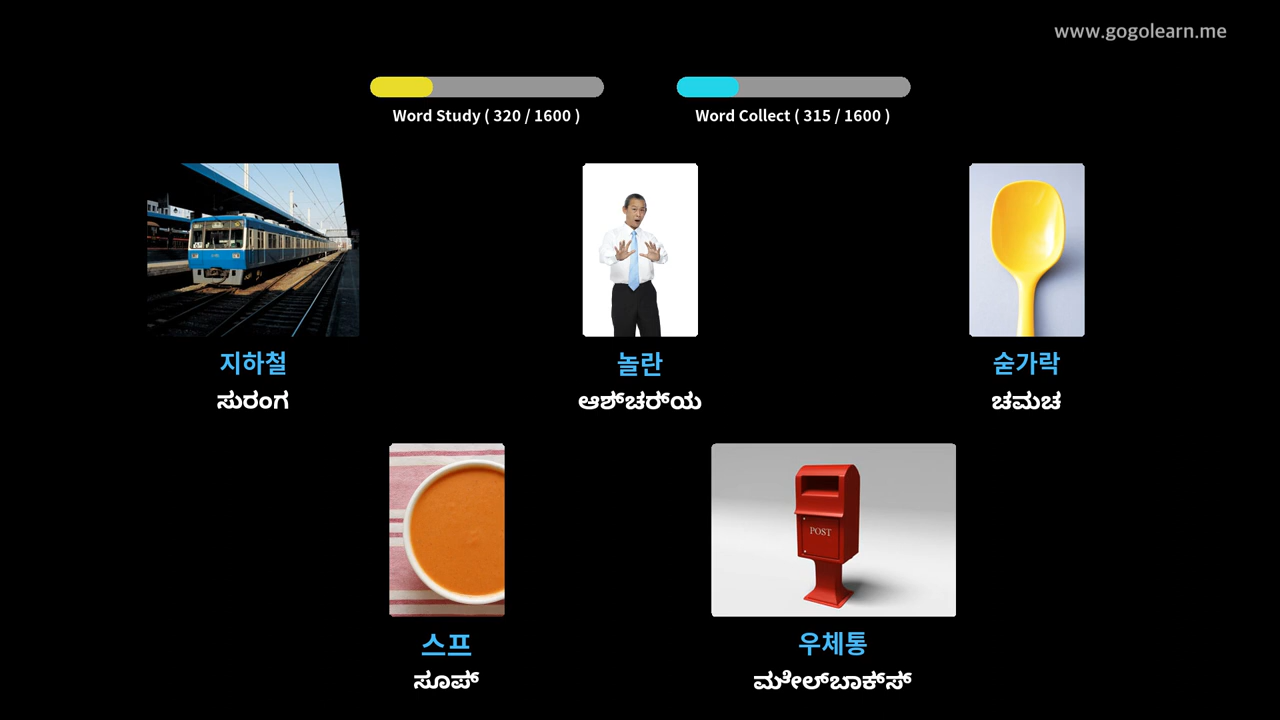 www.gogolearn.me
Word Study ( 320 / 1600 )
Word Collect ( 315 / 1600 )
지하철
ಸುರಂಗ
놀란
ಆಶ್ಚರ್ಯ
숟가락
ಚಮಚ
POST
스프
ಸೂಪ್
우체통
ಮೇಲ್‌ಬಾಕ್ಸ್